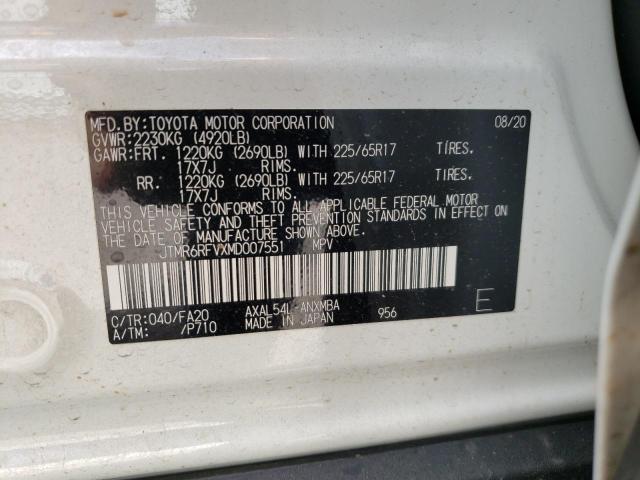 MFD.BY:TOYOTA MOTOR CORPORATION 08/20
GVWR:2230KG (4920LB)
GAWR:FRT. 1220KG (2690LB) WITH 225/65R17 TIRES.
17X7J RIMS.
RR. 1220KG (2690LB) WITH 225/65R17 TIRES.
17X7J RIMS.
THIS VEHICLE CONFORMS TO ALL APPLICABLE FEDERAL MOTOR
VEHICLE SAFETY AND THEFT PREVENTION STANDARDS IN EFFECT
ON THE DATE OF MANUFACTURE SHOWN ABOVE.
JTMR6RFVXMD007551 MPV
C/TR:040/FA20 AXAL54L-ANXMBA 956 E
A/TM: /P710 MADE IN JAPAN